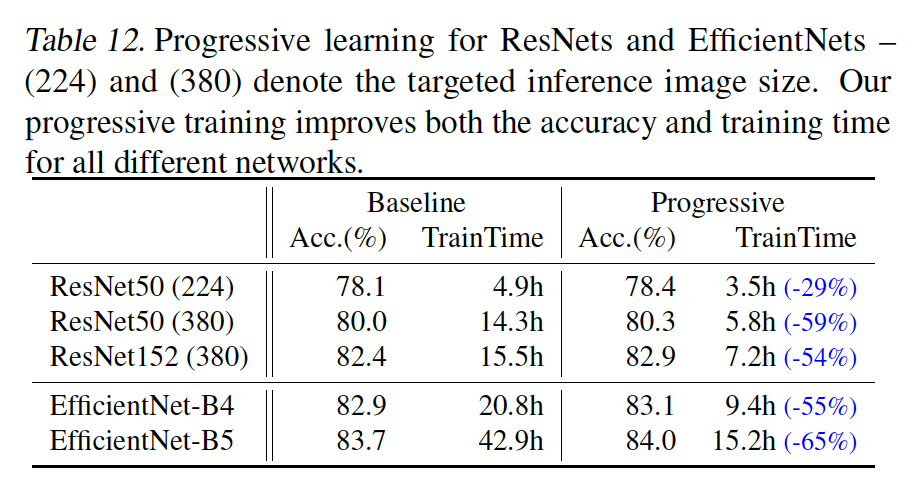 Table 12. Progressive learning for ResNets and EfficientNets –
(224) and (380) denote the targeted inference image size. Our
progressive training improves both the accuracy and training time
for all different networks.
Baseline Progressive
Acc.(%) TrainTime Acc.(%) TrainTime
ResNet50 (224) 78.1 4.9h 78.4 3.5h (-29%)
ResNet50 (380) 80.0 14.3h 80.3 5.8h (-59%)
ResNet152 (380) 82.4 15.5h 82.9 7.2h (-54%)
EfficientNet-B4 82.9 20.8h 83.1 9.4h (-55%)
EfficientNet-B5 83.7 42.9h 84.0 15.2h (-65%)